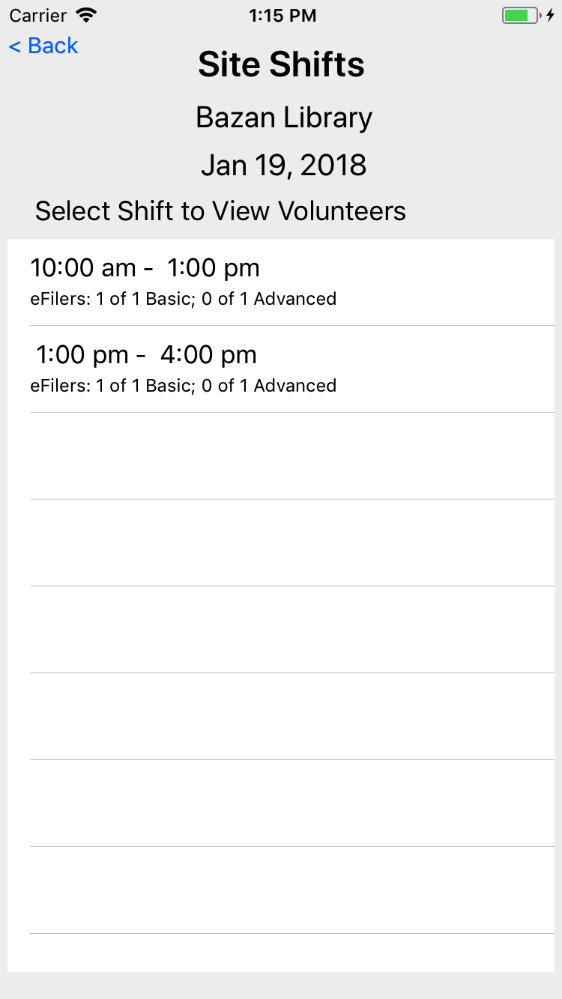 Carrier 1:15 PM
< Back
Site Shifts
Bazan Library
Jan 19, 2018
Select Shift to View Volunteers
10:00 am -  1:00 pm
eFilers: 1 of 1 Basic; 0 of 1 Advanced
1:00 pm -  4:00 pm
eFilers: 1 of 1 Basic; 0 of 1 Advanced